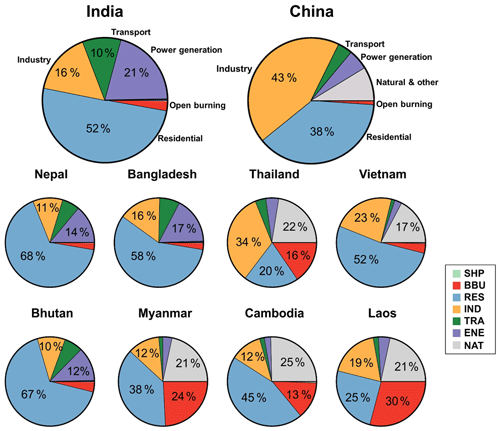 India
China
Transport
Industry
10 %
Power generation
16 %
21 %
52 %
Open burning
Residential
Transport
Power generation
Industry
43 %
Natural & other
Open burning
38 %
Residential
Nepal
Bangladesh
Thailand
Vietnam
11%
14 %
68 %
16 %
17 %
58 %
34 %
22 %
16 %
20 %
23 %
17 %
52 %
SHP
BBU
RES
IND
TRA
ENE
NAT
Bhutan
Myanmar
Cambodia
Laos
10 %
12 %
67 %
12 %
21 %
38 %
24 %
12 %
25 %
45 %
13 %
19 %
21 %
25 %
30 %